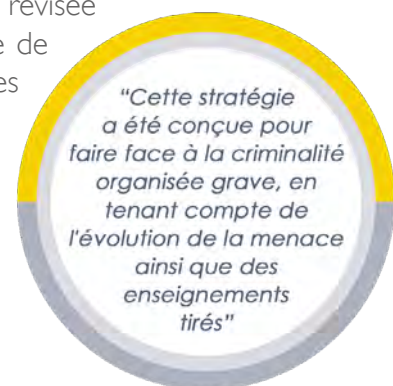 révisée
e de
es
"Cette stratégie
a été conçue pour
faire face à la criminalité
organisée grave, en
tenant compte de
l'évolution de la menace
ainsi que des
enseignements
tirés"